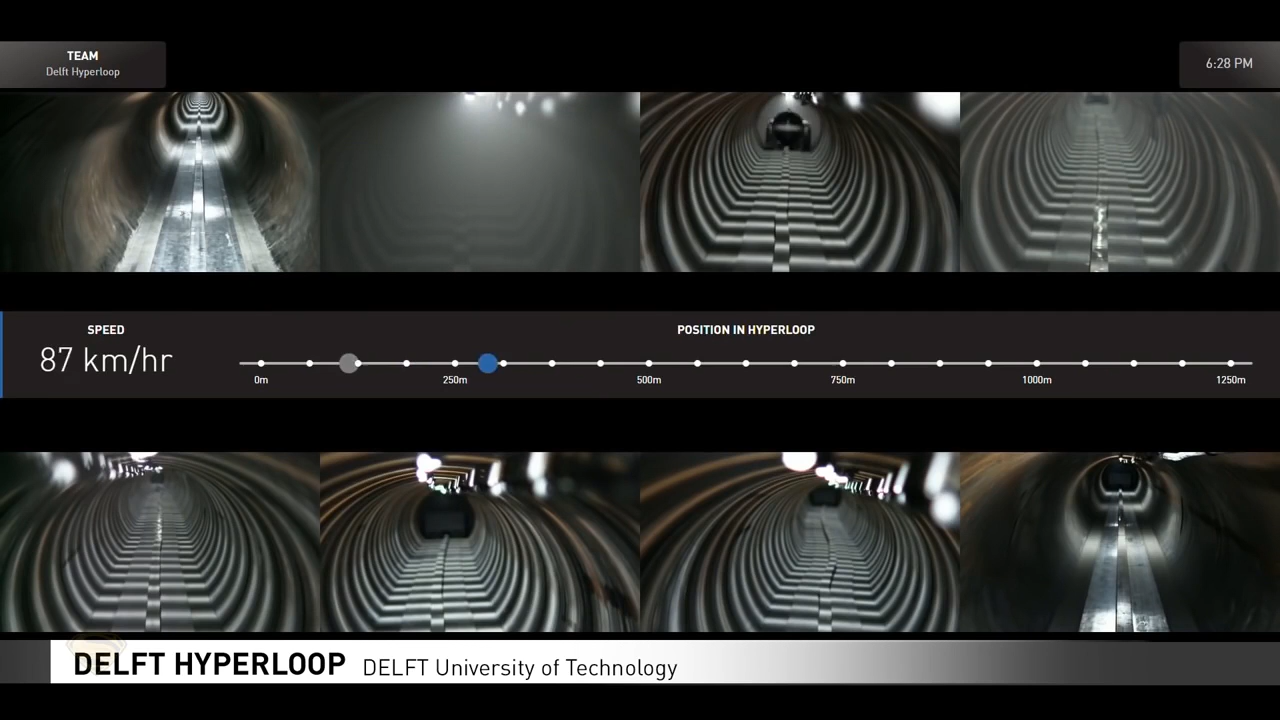 TEAM
Delft Hyperloop
6:28 PM
SPEED
87 km/hr
POSITION IN HYPERLOOP
0m 250m 500m 750m 1000m 1250m
DELFT HYPERLOOP DELFT University of Technology